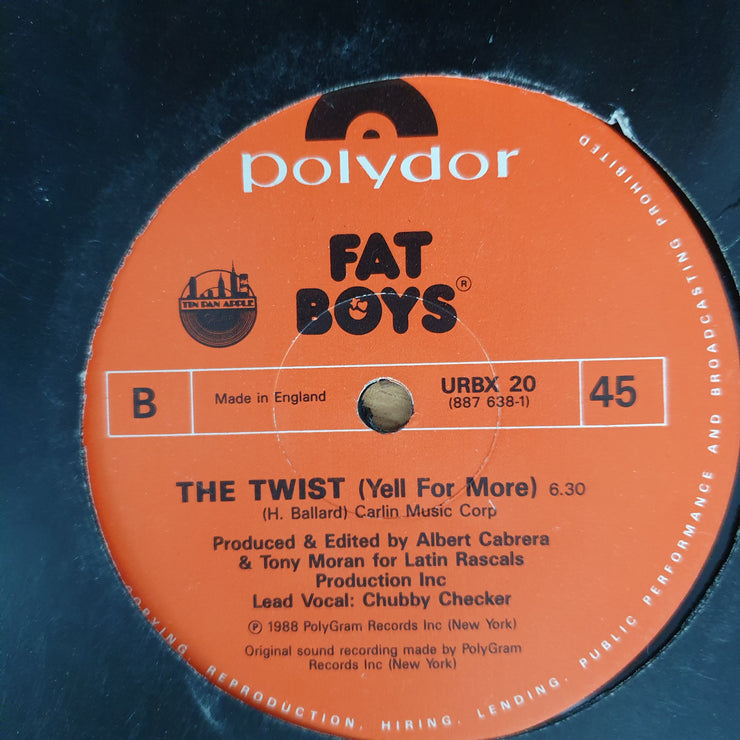 polydor
FAT
BOYS®
TIN PAN APPLE
B
Made in England
URBX 20
(887 638-1)
45
THE TWIST (Yell For More) 6.30
(H. Ballard) Carlin Music Corp
Produced & Edited by Albert Cabrera
& Tony Moran for Latin Rascals
Production Inc
Lead Vocal: Chubby Checker
℗ 1988 PolyGram Records Inc (New York)
Original sound recording made by PolyGram
Records Inc (New York)
COPYING, REPRODUCTION, HIRING, LENDING, PUBLIC PERFORMANCE AND BROADCASTING PROHIBITED